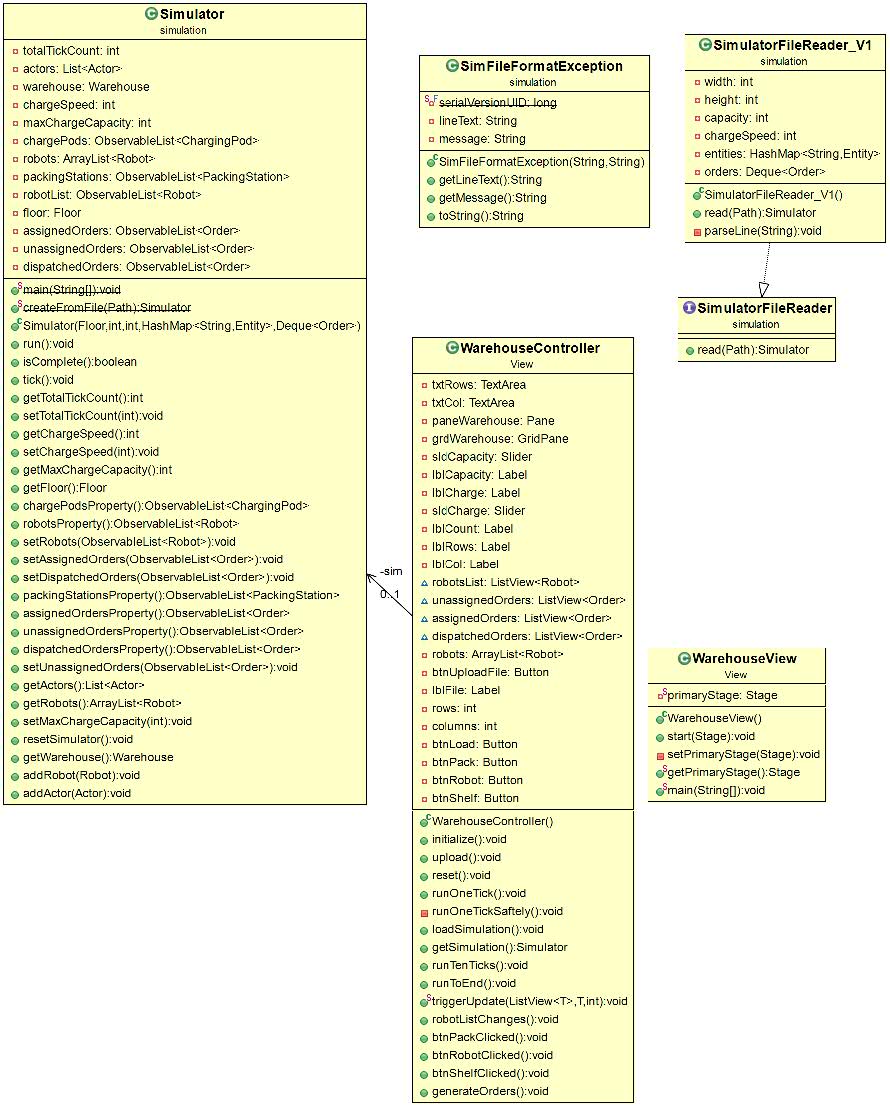 Simulator
simulation
totalTickCount: int
actors: List<Actor>
warehouse: Warehouse
chargeSpeed: int
maxChargeCapacity: int
chargePods: ObservableList<ChargingPod>
robots: ArrayList<Robot>
packingStations: ObservableList<PackingStation>
robotList: ObservableList<Robot>
floor: Floor
assignedOrders: ObservableList<Order>
unassignedOrders: ObservableList<Order>
dispatchedOrders: ObservableList<Order>
main(String[]):void
createFromFile(Path):Simulator
Simulator(Floor,int,int,HashMap<String,Entity>,Deque<Order>)
run():void
isComplete():boolean
tick():void
getTotalTickCount():int
setTotalTickCount(int):void
getChargeSpeed():int
setChargeSpeed(int):void
getMaxChargeCapacity():int
getFloor():Floor
chargePodsProperty():ObservableList<ChargingPod>
robotsProperty():ObservableList<Robot>
setRobots(ObservableList<Robot>):void
setAssignedOrders(ObservableList<Order>):void
setDispatchedOrders(ObservableList<Order>):void
packingStationsProperty():ObservableList<PackingStation>
assignedOrdersProperty():ObservableList<Order>
unassignedOrdersProperty():ObservableList<Order>
dispatchedOrdersProperty():ObservableList<Order>
setUnassignedOrders(ObservableList<Order>):void
getActors():List<Actor>
getRobots():ArrayList<Robot>
setMaxChargeCapacity(int):void
resetSimulator():void
getWarehouse():Warehouse
addRobot(Robot):void
addActor(Actor):void
SimFileFormatException
simulation
serialVersionUID: long
lineText: String
message: String
SimFileFormatException(String,String)
getLineText():String
getMessage():String
toString():String
SimulatorFileReader_V1
simulation
width: int
height: int
capacity: int
chargeSpeed: int
entities: HashMap<String,Entity>
orders: Deque<Order>
SimulatorFileReader_V1()
read(Path):Simulator
parseLine(String):void
SimulatorFileReader
simulation
read(Path):Simulator
-sim
0..1
WarehouseController
View
txtRows: TextArea
txtCol: TextArea
paneWarehouse: Pane
grdWarehouse: GridPane
sldCapacity: Slider
lblCapacity: Label
lblCharge: Label
sldCharge: Slider
lblCount: Label
lblRows: Label
lblCol: Label
robotsList: ListView<Robot>
unassignedOrders: ListView<Order>
assignedOrders: ListView<Order>
dispatchedOrders: ListView<Order>
robots: ArrayList<Robot>
btnUploadFile: Button
lblFile: Label
rows: int
columns: int
btnLoad: Button
btnPack: Button
btnRobot: Button
btnShelf: Button
WarehouseController()
initialize():void
upload():void
reset():void
runOneTick():void
runOneTickSaftely():void
loadSimulation():void
getSimulation():Simulator
runTenTicks():void
runToEnd():void
triggerUpdate(ListView<T>,T,int):void
robotListChanges():void
btnPackClicked():void
btnRobotClicked():void
btnShelfClicked():void
generateOrders():void
WarehouseView
View
primaryStage: Stage
WarehouseView()
start(Stage):void
setPrimaryStage(Stage):void
getPrimaryStage():Stage
main(String[]):void